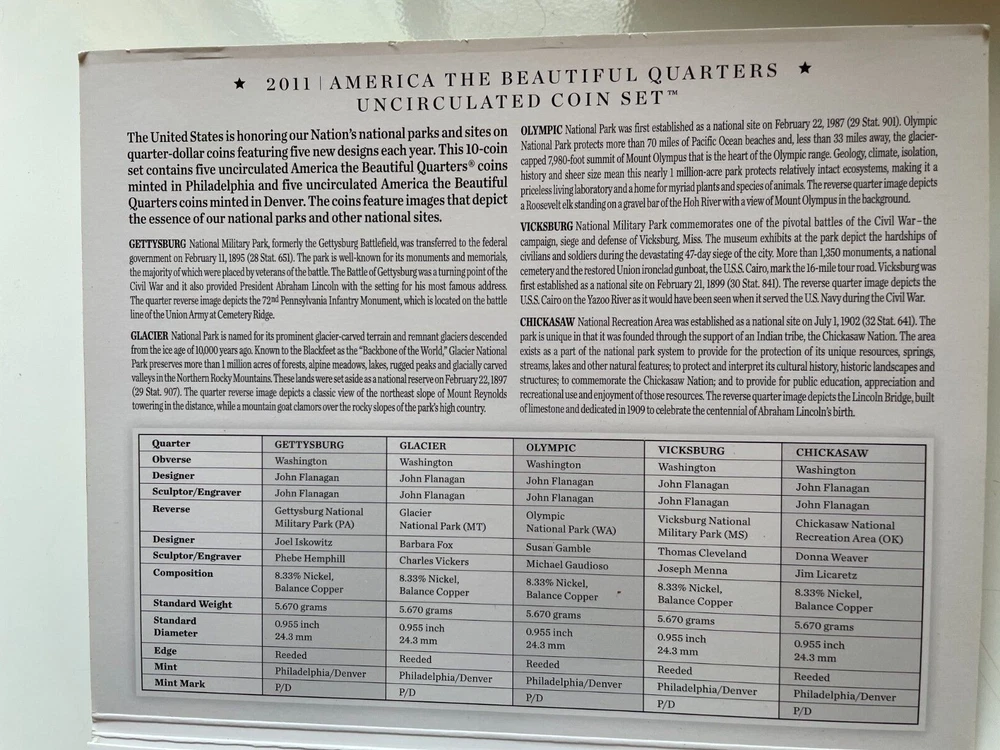 ★ 2011 | AMERICA THE BEAUTIFUL QUARTERS ★
UNCIRCULATED COIN SET™
The United States is honoring our Nation's national parks and sites on
quarter-dollar coins featuring five new designs each year. This 10-coin
set contains five uncirculated America the Beautiful Quarters® coins
minted in Philadelphia and five uncirculated America the Beautiful
Quarters coins minted in Denver. The coins feature images that depict
the essence of our national parks and other national sites.
GETTYSBURG National Military Park, formerly the Gettysburg Battlefield, was transferred to the federal
government on February 11, 1895 (28 Stat. 651). The park is well-known for its monuments and memorials,
the majority of which were placed by veterans of the battle. The Battle of Gettysburg was a turning point of the
Civil War and it also provided President Abraham Lincoln with the setting for his most famous address.
The quarter reverse image depicts the 72nd Pennsylvania Infantry Monument, which is located on the battle
line of the Union Army at Cemetery Ridge.
GLACIER National Park is named for its prominent glacier-carved terrain and remnant glaciers descended
from the ice age of 10,000 years ago. Known to the Blackfeet as the "Backbone of the World," Glacier National
Park preserves more than 1 million acres of forests, alpine meadows, lakes, rugged peaks and glacially carved
valleys in the Northern Rocky Mountains. These lands were set aside as a national reserve on February 22, 1897
(29 Stat. 907). The quarter reverse image depicts a classic view of the northeast slope of Mount Reynolds
towering in the distance, while a mountain goat clamors over the rocky slopes of the park's high country.
OLYMPIC National Park was first established as a national site on February 22, 1987 (29 Stat. 901). Olympic
National Park protects more than 70 miles of Pacific Ocean beaches and, less than 33 miles away, the glacier-
capped 7,980-foot summit of Mount Olympus that is the heart of the Olympic range. Geology, climate, isolation,
history and sheer size mean this nearly 1 million-acre park protects relatively intact ecosystems, making it a
priceless living laboratory and a home for myriad plants and species of animals. The reverse quarter image depicts
a Roosevelt elk standing on a gravel bar of the Hoh River with a view of Mount Olympus in the background.
VICKSBURG National Military Park commemorates one of the pivotal battles of the Civil War–the
campaign, siege and defense of Vicksburg, Miss. The museum exhibits at the park depict the hardships of
civilians and soldiers during the devastating 47-day siege of the city. More than 1,350 monuments, a national
cemetery and the restored Union ironclad gunboat, the U.S.S. Cairo, mark the 16-mile tour road. Vicksburg was
first established as a national site on February 21, 1899 (30 Stat. 841). The reverse quarter image depicts the
U.S.S. Cairo on the Yazoo River as it would have been seen when it served the U.S. Navy during the Civil War.
CHICKASAW National Recreation Area was established as a national site on July 1, 1902 (32 Stat. 641). The
park is unique in that it was founded through the support of an Indian tribe, the Chickasaw Nation. The area
exists as a part of the national park system to provide for the protection of its unique resources, springs,
streams, lakes and other natural features; to protect and interpret its cultural history, historic landscapes and
structures; to commemorate the Chickasaw Nation; and to provide for public education, appreciation and
recreational use and enjoyment of those resources. The reverse quarter image depicts the Lincoln Bridge, built
of limestone and dedicated in 1909 to celebrate the centennial of Abraham Lincoln's birth.
Quarter GETTYSBURG GLACIER OLYMPIC VICKSBURG CHICKASAW
Obverse Washington Washington Washington Washington Washington
Designer John Flanagan John Flanagan John Flanagan John Flanagan John Flanagan
Sculptor/Engraver John Flanagan John Flanagan John Flanagan John Flanagan John Flanagan
Reverse Gettysburg National Glacier Olympic Vicksburg National Chickasaw National
Military Park (PA) National Park (MT) National Park (WA) Military Park (MS) Recreation Area (OK)
Designer Joel Iskowitz Barbara Fox Susan Gamble Thomas Cleveland Donna Weaver
Sculptor/Engraver Phebe Hemphill Charles Vickers Michael Gaudioso Joseph Menna Jim Licaretz
Composition 8.33% Nickel, 8.33% Nickel, 8.33% Nickel, 8.33% Nickel, 8.33% Nickel,
Balance Copper Balance Copper Balance Copper Balance Copper Balance Copper
Standard Weight 5.670 grams 5.670 grams 5.670 grams 5.670 grams 5.670 grams
Standard 0.955 inch 0.955 inch 0.955 inch 0.955 inch 0.955 inch
Diameter 24.3 mm 24.3 mm 24.3 mm 24.3 mm 24.3 mm
Edge Reeded Reeded Reeded Reeded Reeded
Mint Philadelphia/Denver Philadelphia/Denver Philadelphia/Denver Philadelphia/Denver Philadelphia/Denver
Mint Mark P/D P/D P/D P/D P/D